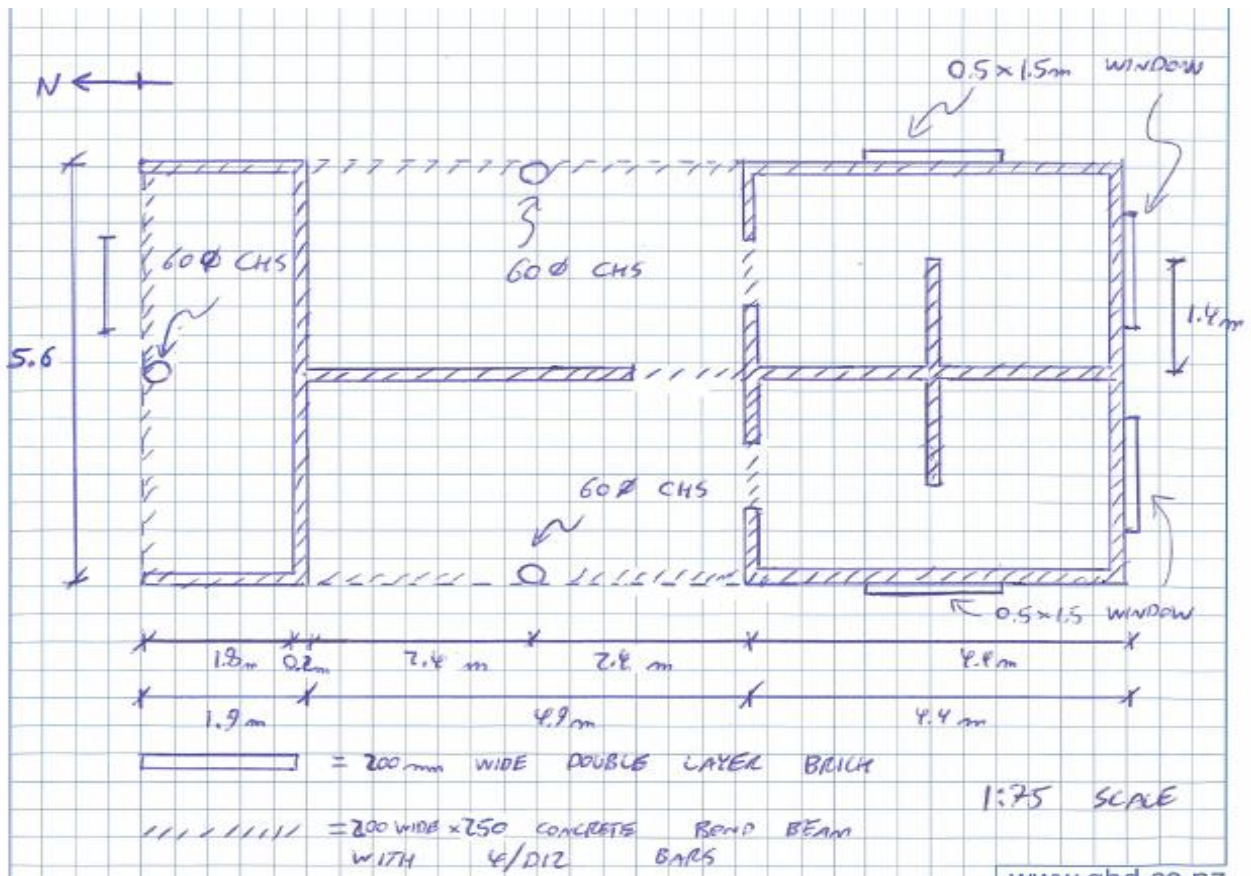 N
0.5 x 1.5m WINDOW
60Ø CHS
60Ø CHS
5.6
1.4m
60Ø CHS
0.5 x 1.5 WINDOW
1.8m 0.2m 2.4 m 2.4 m 4.4m
1.9 m 4.9m 4.4 m
= 200mm WIDE DOUBLE LAYER BRICK
1:75 SCALE
= 200 WIDE x 250 CONCRETE BOND BEAM
WITH 4/D12 BARS